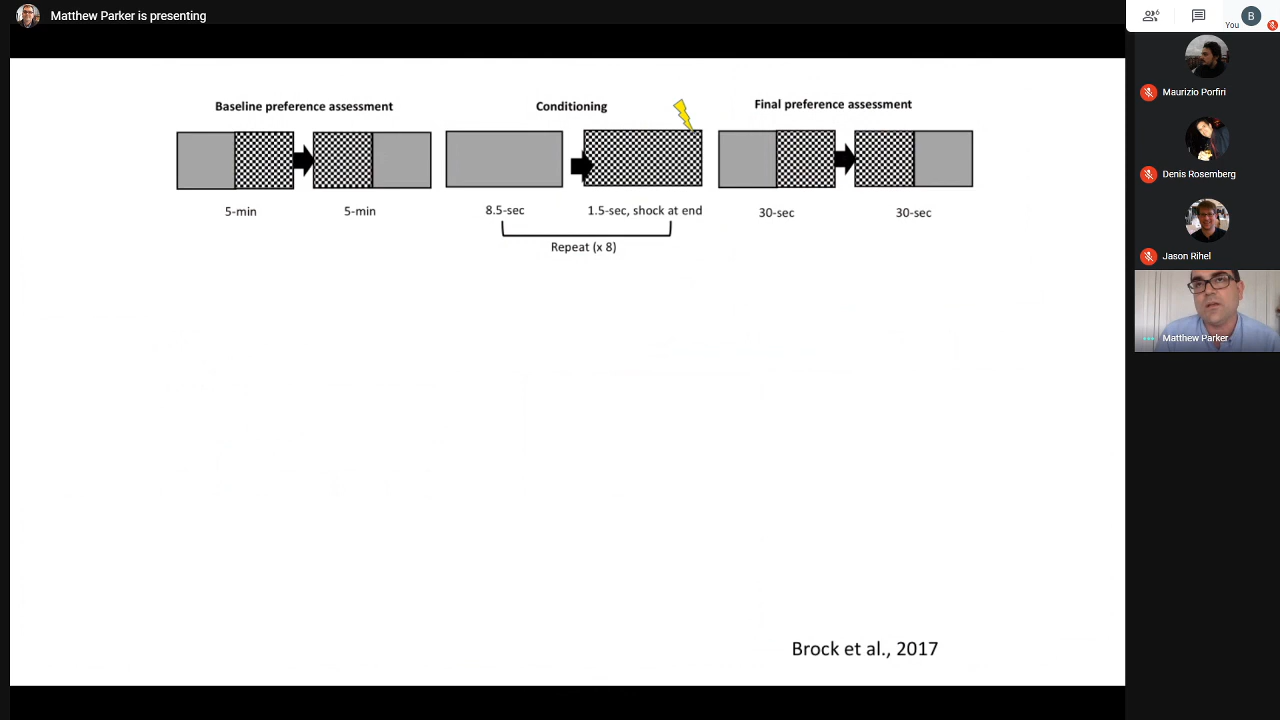 Matthew Parker is presenting
6
B
You
Baseline preference assessment
Conditioning
Final preference assessment
5-min
5-min
8.5-sec
1.5-sec, shock at end
30-sec
30-sec
Repeat (x 8)
Brock et al., 2017
Maurizio Porfiri
Denis Rosemberg
Jason Rihel
Matthew Parker